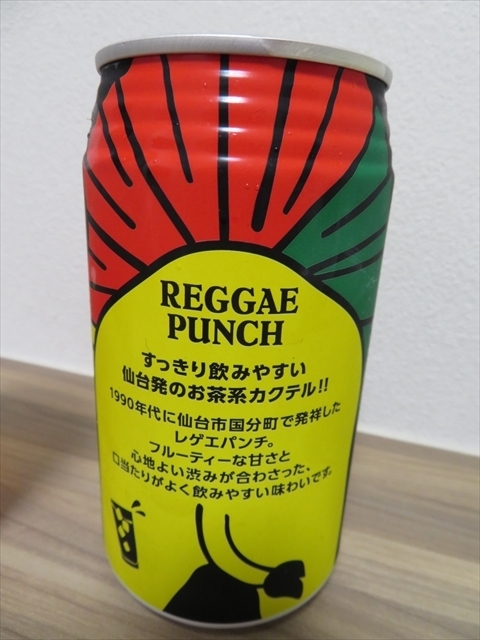 REGGAE
PUNCH
すっきり飲みやすい
仙台発のお茶系カクテル!!
1990年代に仙台市国分町で発祥した
レゲエパンチ。
フルーティーな甘さと
心地よい渋みが合わさった、
口当たりがよく飲みやすい味わいです。